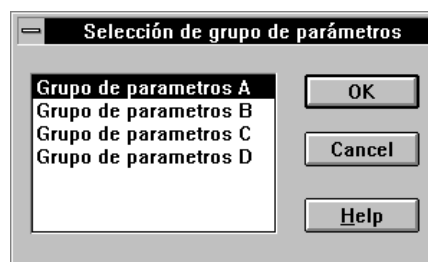 Selección de grupo de parámetros
Grupo de parametros A
Grupo de parametros B
Grupo de parametros C
Grupo de parametros D
OK
Cancel
Help